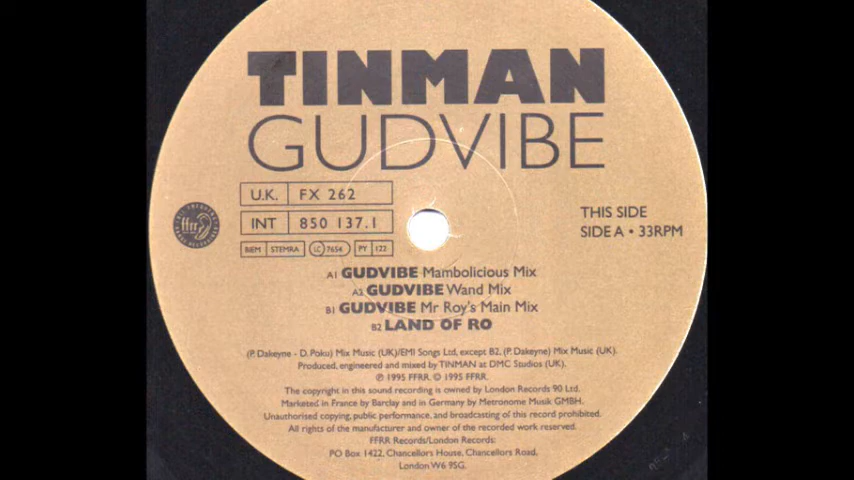 TINMAN
GUDVIBE
U.K. FX 262
INT 850 137.1
BIEM STEMRA LC 7654 PY 122
ffrr
THIS SIDE
SIDE A • 33RPM
A1 GUDVIBE Mambolicious Mix
A2 GUDVIBE Wand Mix
B1 GUDVIBE Mr Roy's Main Mix
B2 LAND OF RO
(P. Dakeyne - D. Poku) Mix Music (UK)/EMI Songs Ltd, except B2, (P. Dakeyne) Mix Music (UK).
Produced, engineered and mixed by TINMAN at DMC Studios (UK).
℗ 1995 FFRR. © 1995 FFRR.
The copyright in this sound recording is owned by London Records 90 Ltd.
Marketed in France by Barclay and in Germany by Metronome Musik GMBH.
Unauthorised copying, public performance, and broadcasting of this record prohibited.
All rights of the manufacturer and owner of the recorded work reserved.
FFRR Records/London Records:
PO Box 1422, Chancellors House, Chancellors Road,
London W6 9SG.